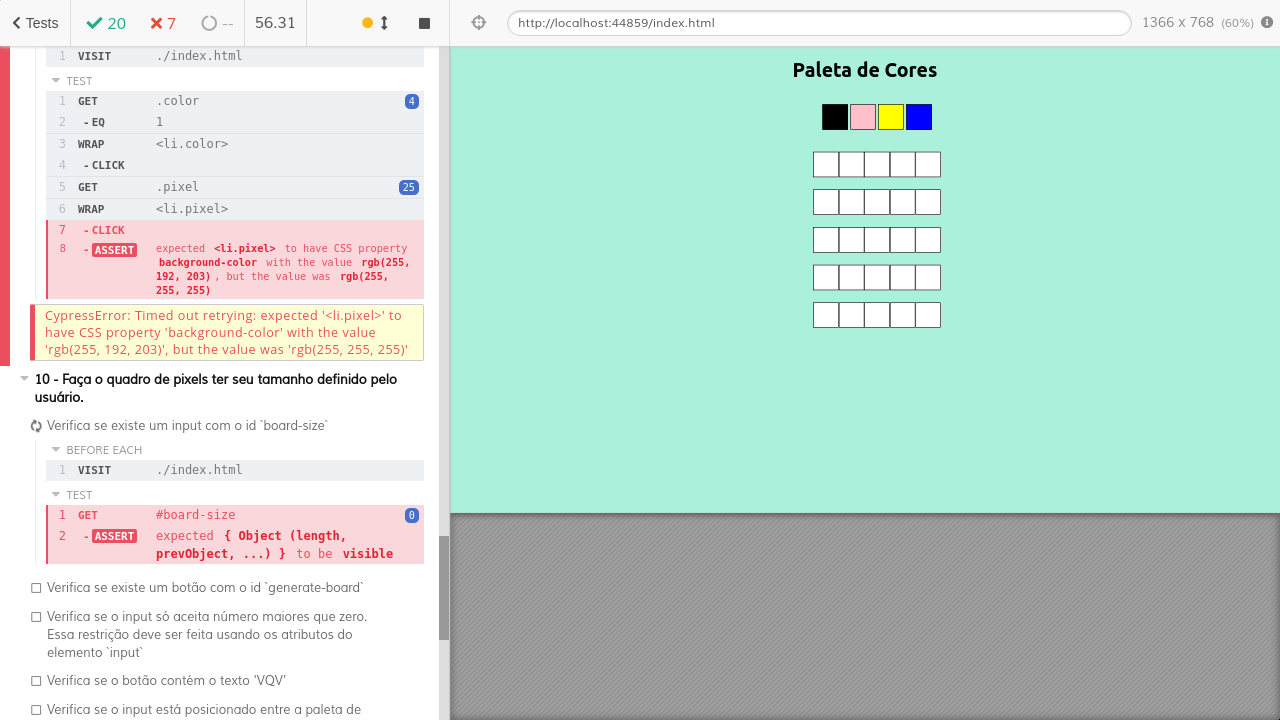 Tests
20
7
--
56.31
http://localhost:44859/index.html
1366 x 768 (60%)
1 VISIT ./index.html
TEST
1 GET .color 4
2 - EQ 1
3 WRAP <li.color>
4 - CLICK
5 GET .pixel 25
6 WRAP <li.pixel>
7 - CLICK
8 - ASSERT expected <li.pixel> to have CSS property
background-color with the value rgb(255,
192, 203) , but the value was rgb(255,
255, 255)
CypressError: Timed out retrying: expected '<li.pixel>' to
have CSS property 'background-color' with the value
'rgb(255, 192, 203)', but the value was 'rgb(255, 255, 255)'
10 - Faça o quadro de pixels ter seu tamanho definido pelo
usuário.
Verifica se existe um input com o id `board-size`
BEFORE EACH
1 VISIT ./index.html
TEST
1 GET #board-size 0
2 - ASSERT expected { Object (length,
prevObject, ...) } to be visible
Verifica se existe um botão com o id `generate-board`
Verifica se o input só aceita número maiores que zero.
Essa restrição deve ser feita usando os atributos do
elemento `input`
Verifica se o botão contém o texto 'VQV'
Verifica se o input está posicionado entre a paleta de
Paleta de Cores